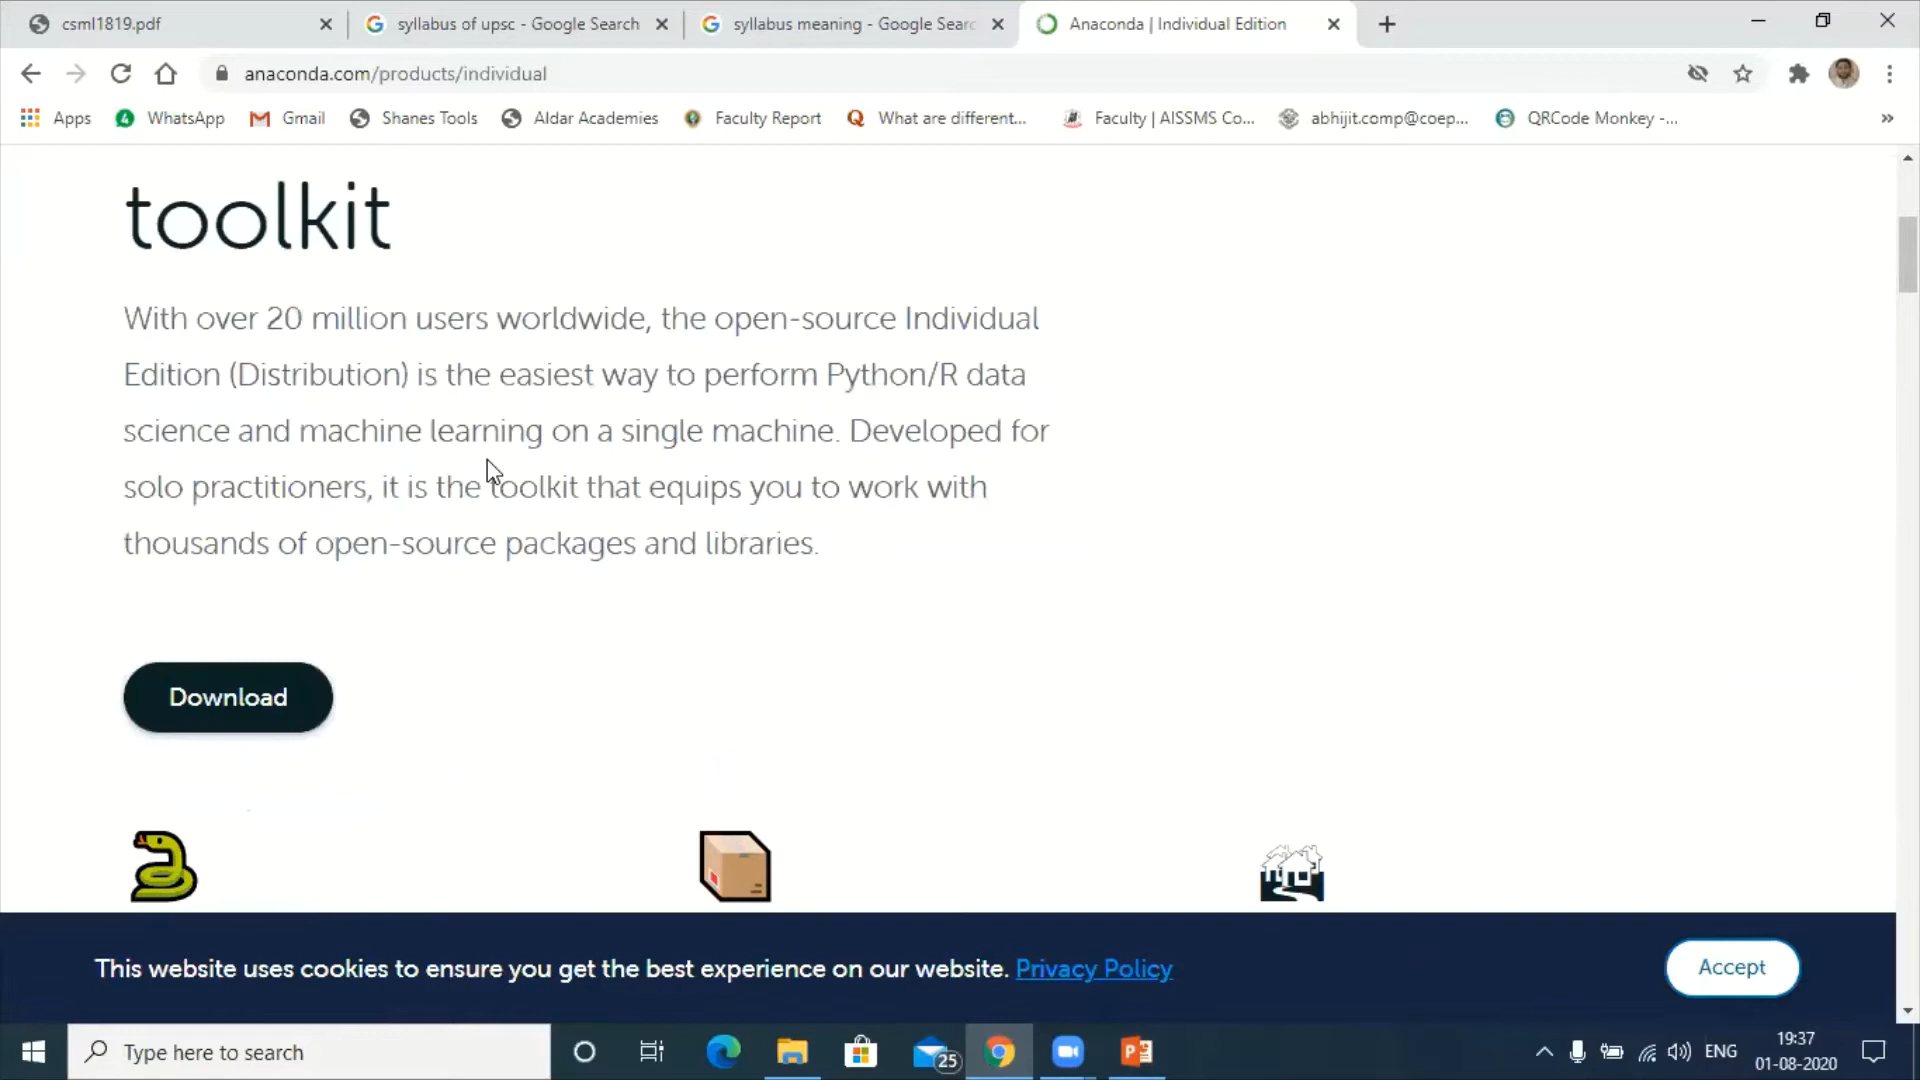 csml1819.pdf
syllabus of upsc - Google Search
syllabus meaning - Google Searc
Anaconda | Individual Edition
anaconda.com/products/individual
Apps
WhatsApp
Gmail
Shanes Tools
Aldar Academies
Faculty Report
What are different...
Faculty | AISSMS Co...
abhijit.comp@coep...
QRCode Monkey -...
toolkit
With over 20 million users worldwide, the open-source Individual
Edition (Distribution) is the easiest way to perform Python/R data
science and machine learning on a single machine. Developed for
solo practitioners, it is the toolkit that equips you to work with
thousands of open-source packages and libraries.
Download
This website uses cookies to ensure you get the best experience on our website. Privacy Policy
Accept
Type here to search
25
ENG
19:37
01-08-2020